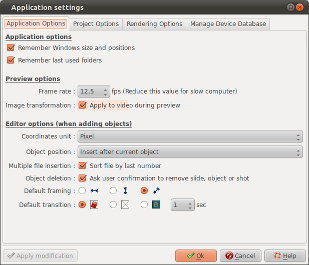 Application settings
Application Options Project Options Rendering Options Manage Device Database
Application options
Remember Windows size and positions
Remember last used folders
Preview options
Frame rate : 12.5 fps (Reduce this value for slow computer)
Image transformation : Apply to video during preview
Editor options (when adding objects)
Coordinates unit : Pixel
Object position : Insert after current object
Multiple file insertion : Sort file by last number
Object deletion : Ask user confirmation to remove slide, object or shot
Default framing :
Default transition : 1 sec
Apply modification Ok Cancel Help